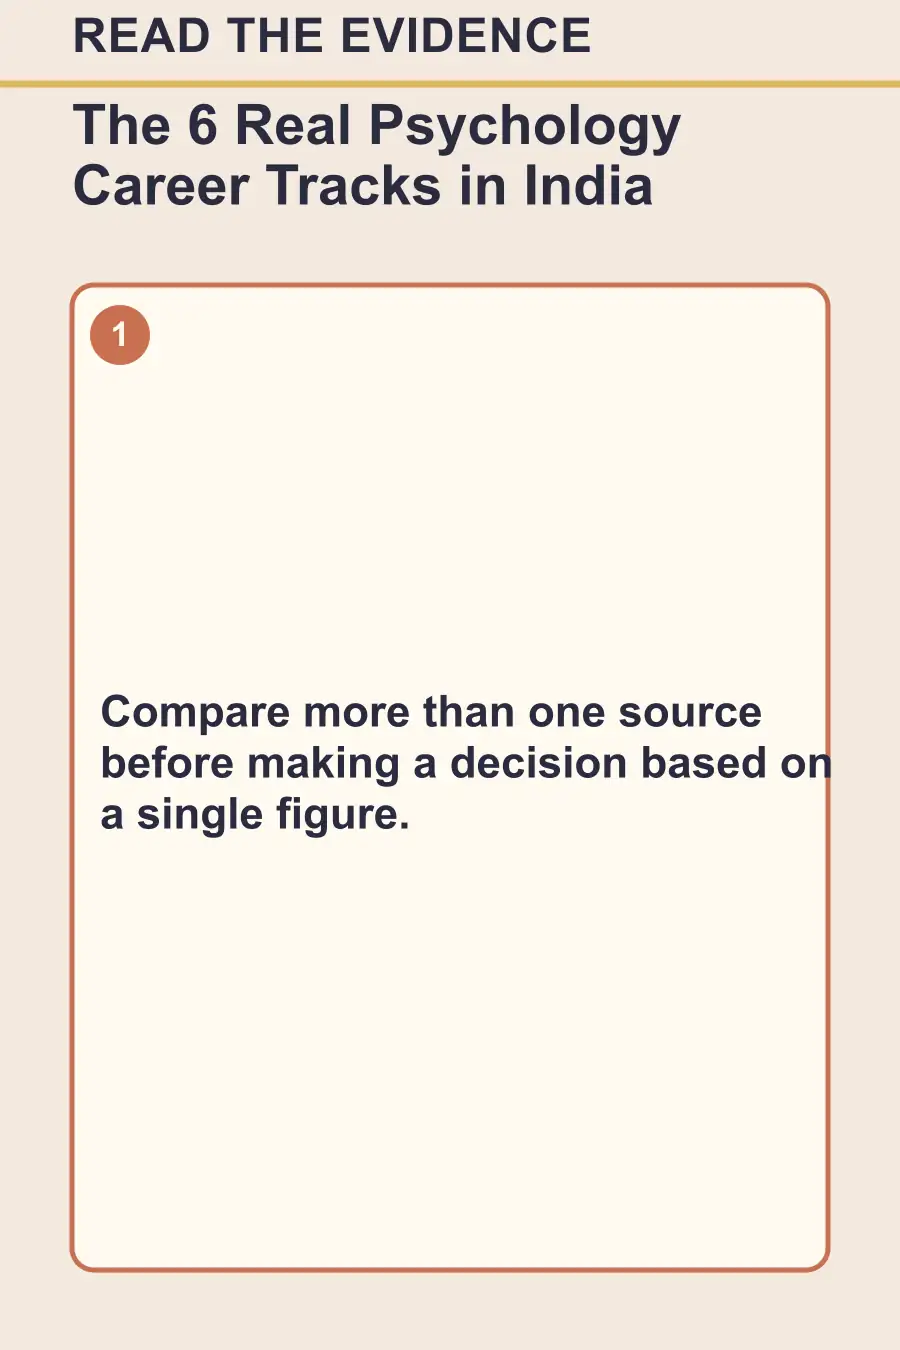 READ THE EVIDENCE
The 6 Real Psychology
Career Tracks in India
1
Compare more than one source
before making a decision based on
a single figure.